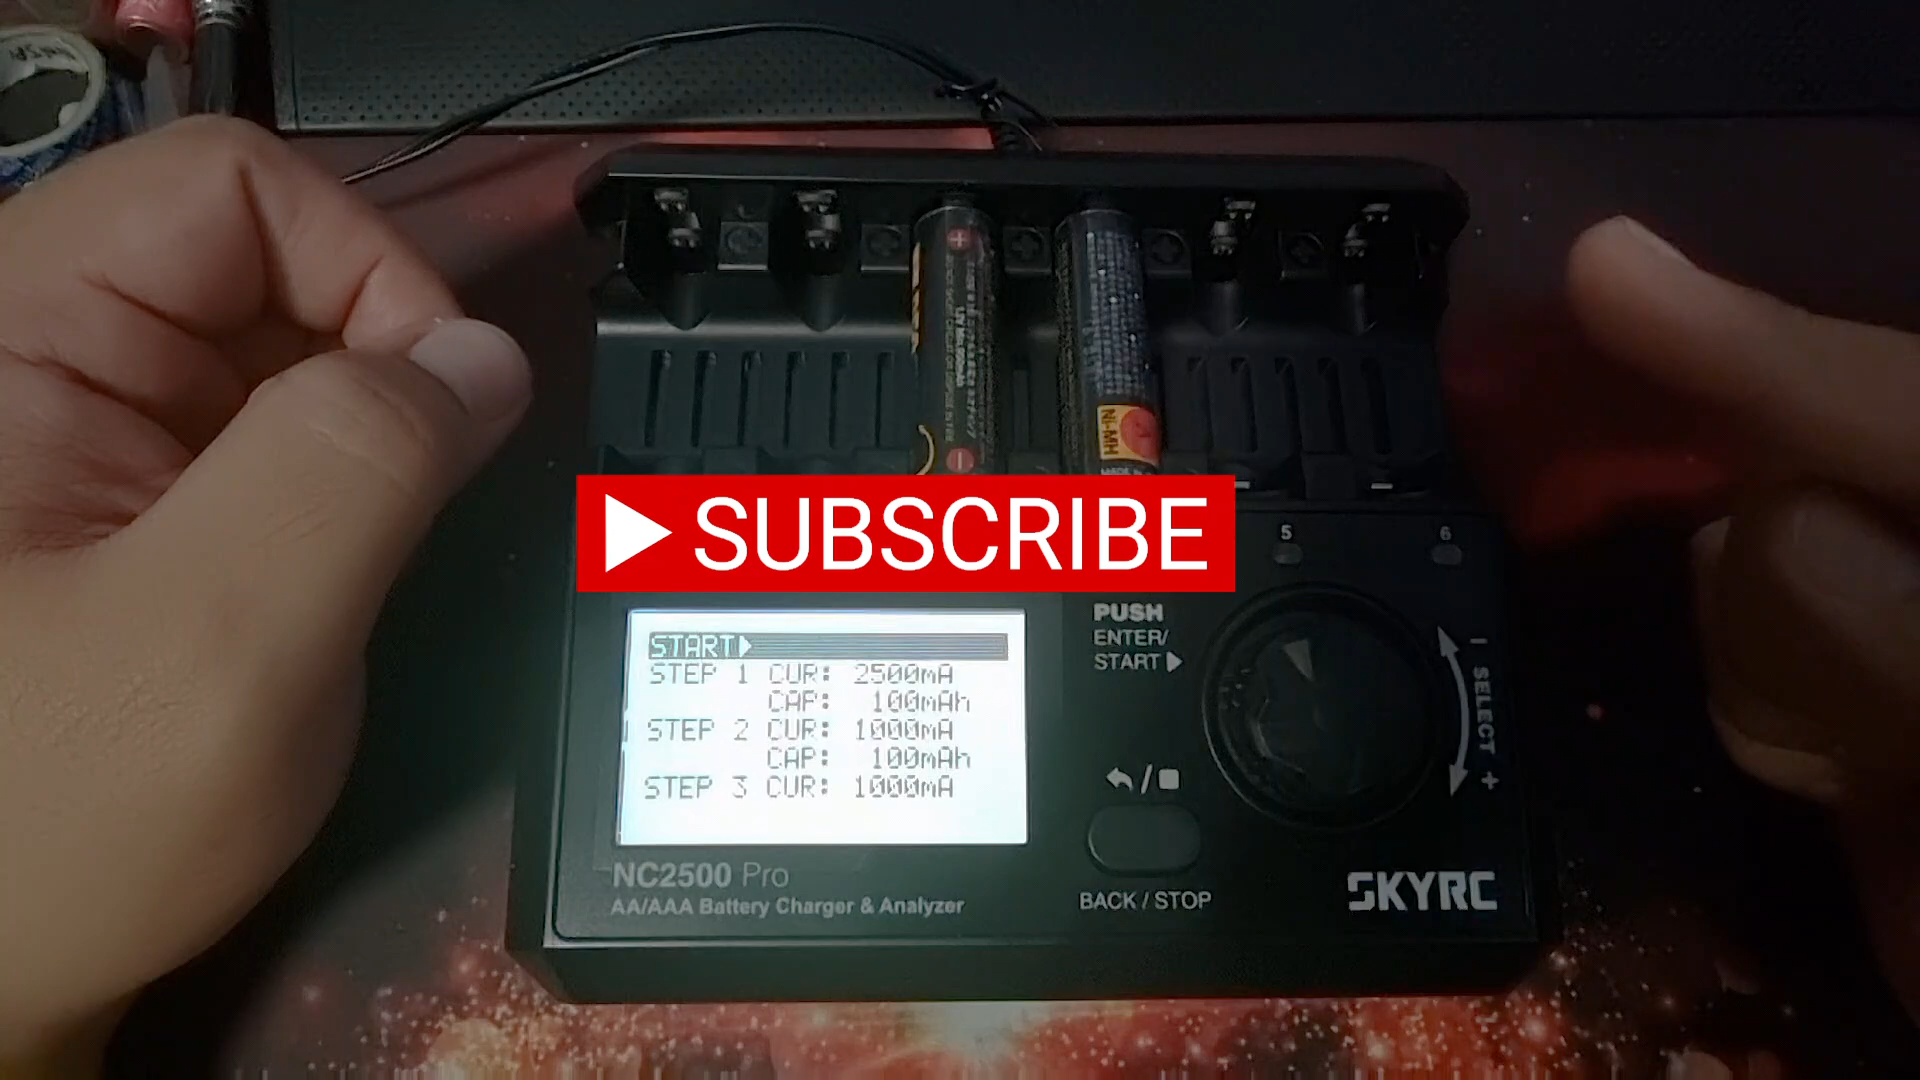 Ni-MH
SUBSCRIBE
5
6
PUSH
ENTER/
START
— SELECT +
START
STEP 1 CUR: 2500mA
CAP: 100mAh
STEP 2 CUR: 1000mA
CAP: 100mAh
STEP 3 CUR: 1000mA
NC2500 Pro
AA/AAA Battery Charger & Analyzer
BACK / STOP
SKYRC